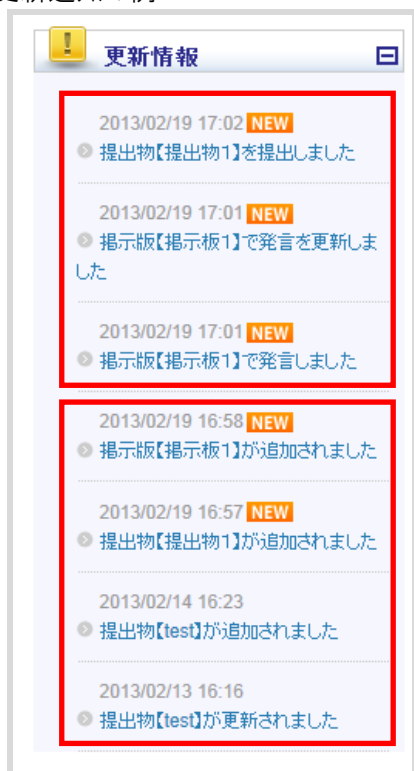 更新情報
2013/02/19 17:02 NEW
提出物【提出物1】を提出しました
2013/02/19 17:01 NEW
掲示版【掲示板1】で発言を更新しま
した
2013/02/19 17:01 NEW
掲示版【掲示板1】で発言しました
2013/02/19 16:58 NEW
掲示版【掲示板1】が追加されました
2013/02/19 16:57 NEW
提出物【提出物1】が追加されました
2013/02/14 16:23
提出物【test】が追加されました
2013/02/13 16:16
提出物【test】が更新されました